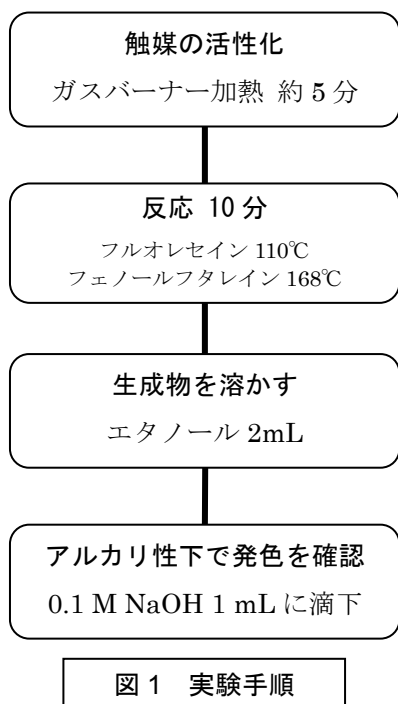 触媒の活性化
ガスバーナー加熱 約 5 分
反応 10分
フルオレセイン 110℃
フェノールフタレイン 168℃
生成物を溶かす
エタノール 2mL
アルカリ性下で発色を確認
0.1 M NaOH 1 mL に滴下
図1 実験手順